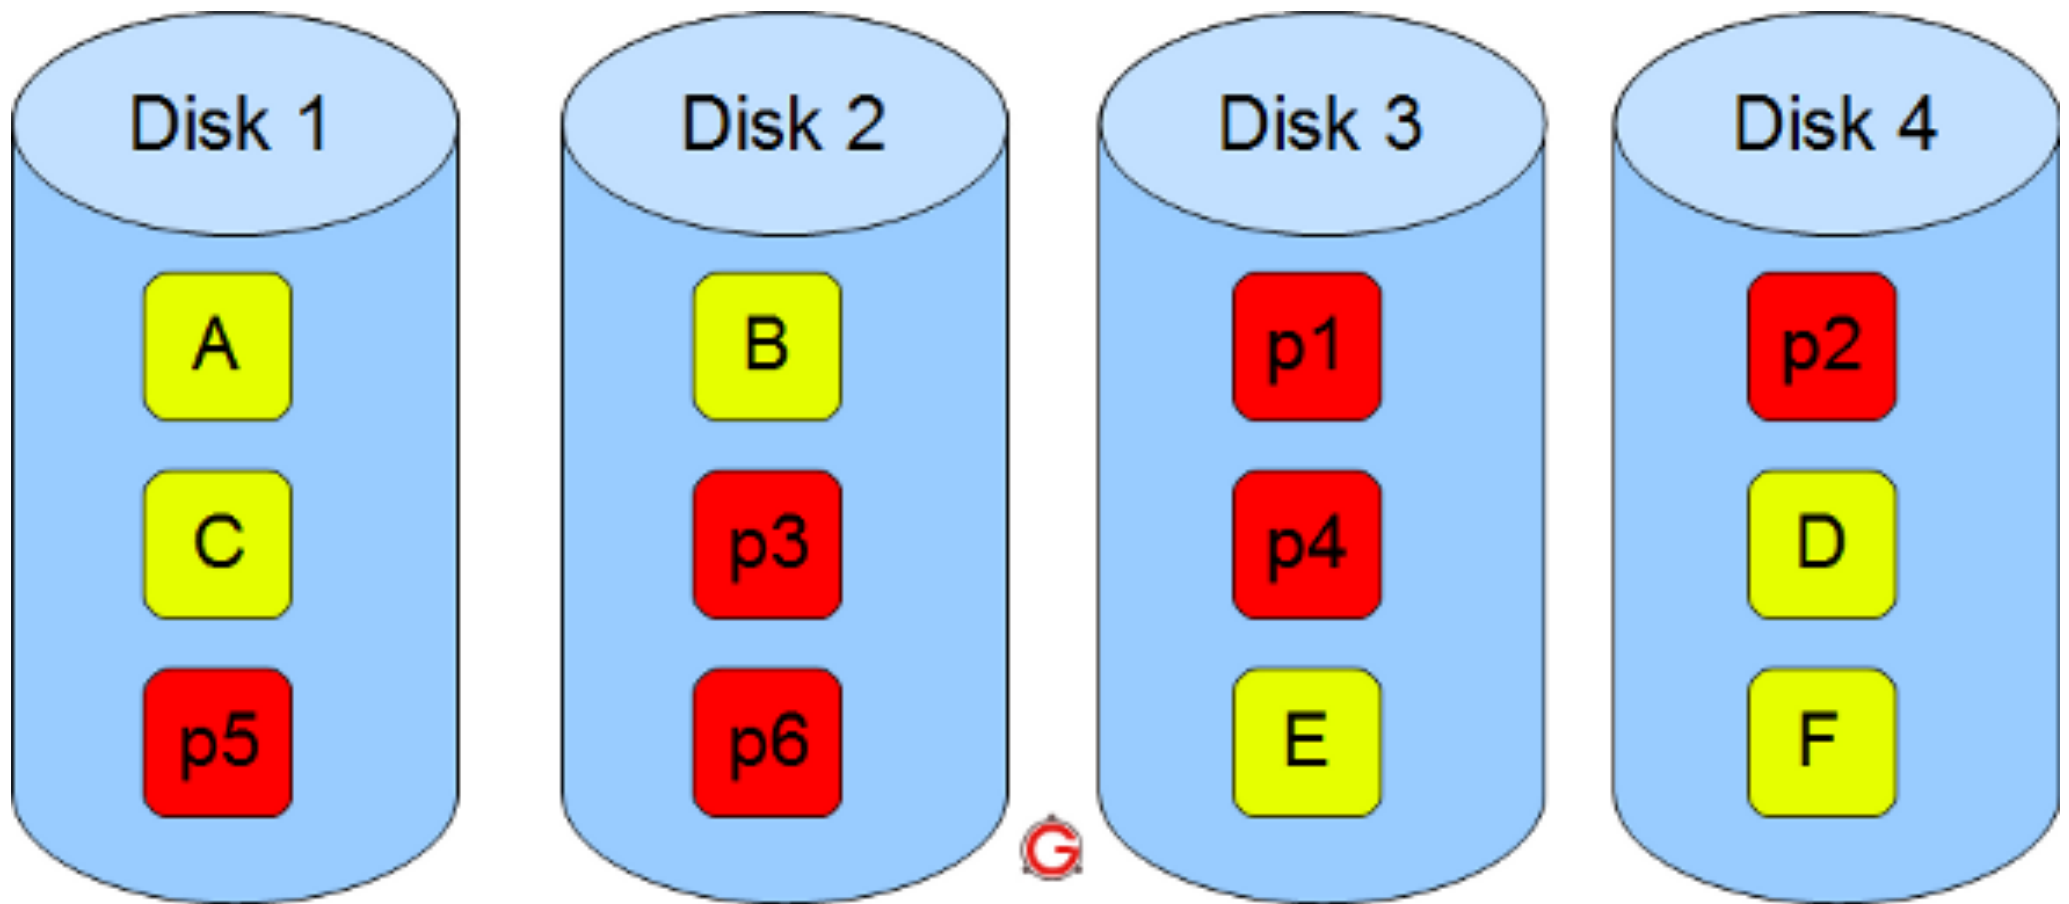 Disk 1 Disk 2 Disk 3 Disk 4
A B p1 p2
C p3 p4 D
p5 p6 E F
G